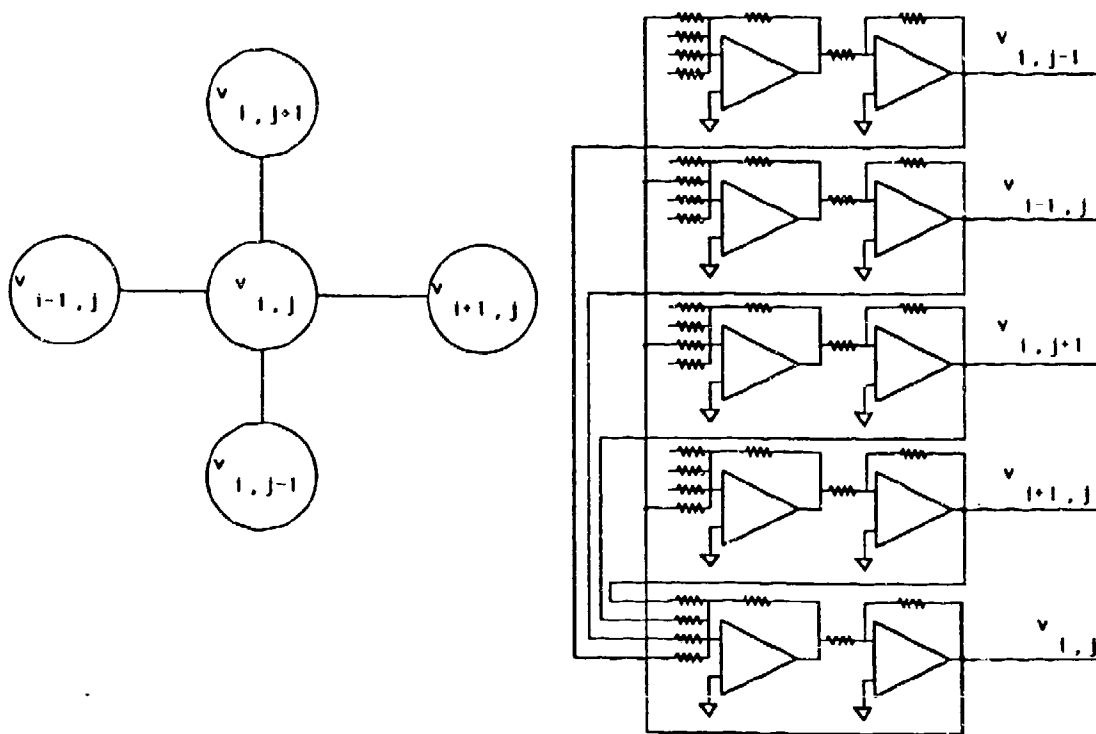 v i, j+1
v i-1, j
v i, j
v i+1, j
v i, j-1
v i, j-1
v i-1, j
v i, j+1
v i+1, j
v i, j